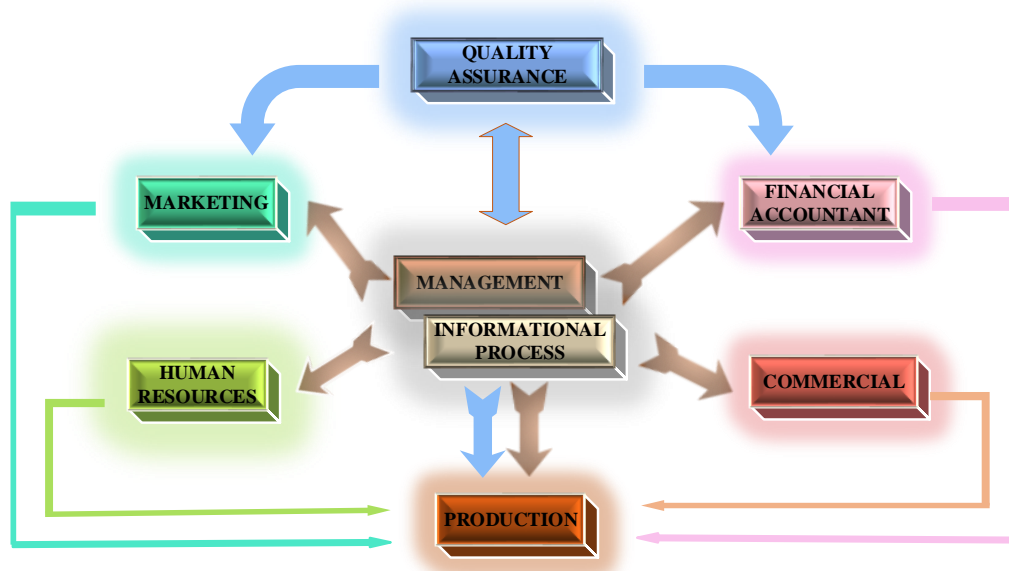 QUALITY
ASSURANCE
MARKETING
FINANCIAL
ACCOUNTANT
MANAGEMENT
INFORMATIONAL
PROCESS
HUMAN
RESOURCES
COMMERCIAL
PRODUCTION